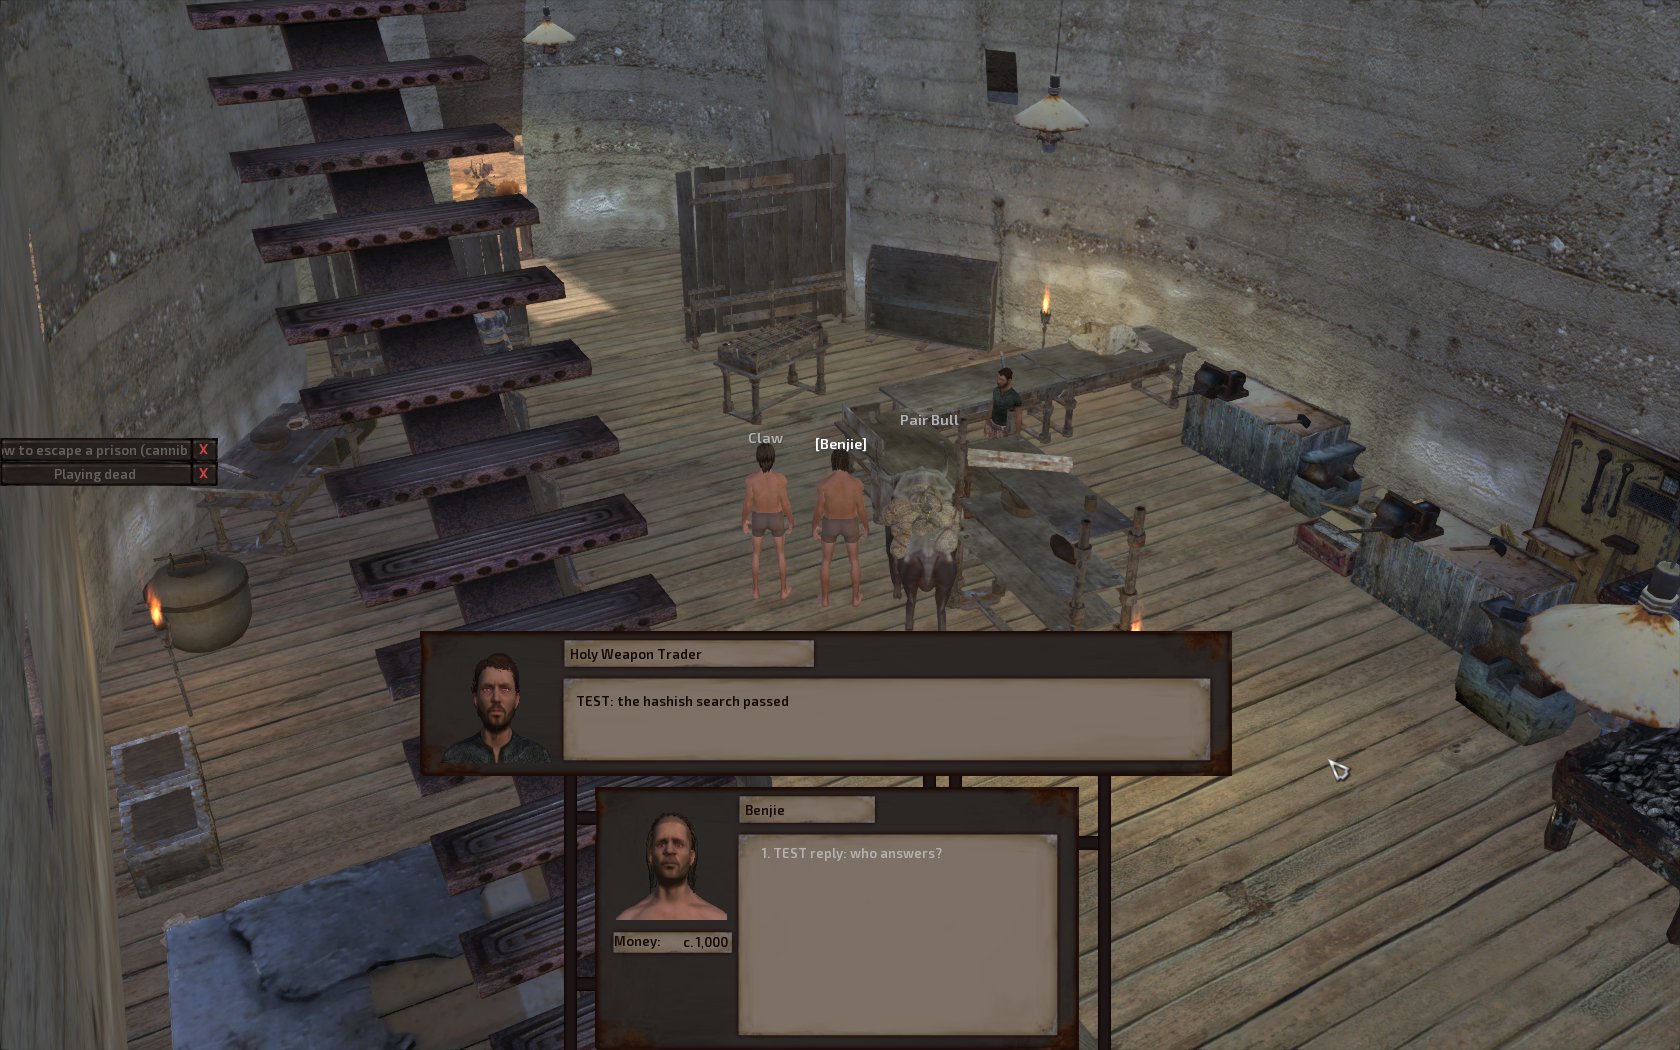 Pair Bull
Claw
[Benjie]
ow to escape a prison (cannib
X
Playing dead
X
Holy Weapon Trader
TEST: the hashish search passed
Benjie
1. TEST reply: who answers?
Money: c.1,000